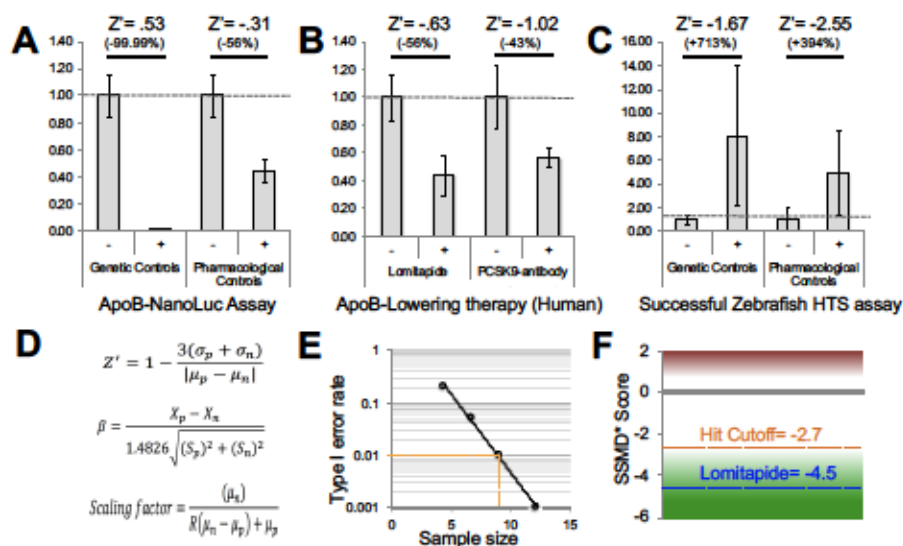 A
Z'= .53
(-99.99%)
Z'= -.31
(-56%)
1.40
1.20
1.00
0.80
0.60
0.40
0.20
0.00
- + - +
Genetic Controls
Pharmacological
Controls
ApoB-NanoLuc Assay
B
Z'= -.63
(-56%)
Z'= -1.02
(-43%)
1.40
1.20
1.00
0.80
0.60
0.40
0.20
0.00
- + - +
Lomitapide
PCSK9-antibody
ApoB-Lowering therapy (Human)
C
Z'= -1.67
(+713%)
Z'= -2.55
(+394%)
16.00
14.00
12.00
10.00
8.00
6.00
4.00
2.00
0.00
- + - +
Genetic Controls
Pharmacological
Controls
Successful Zebrafish HTS assay
D
Z' = 1 - 3(σp + σn) / |μp - μn|
β = Xp - Xn / 1.4826√(Sp)² + (Sn)²
Scaling factor = (μn) / R(μn - μp) + μp
E
Type I error rate
1
0.1
0.01
0.001
0 5 10 15
Sample size
F
SSMD* Score
2
0
-2
-4
-6
Hit Cutoff= -2.7
Lomitapide= -4.5